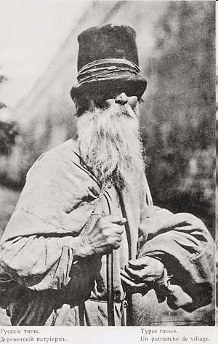 Русскіе типы.
Деревенскій патріархъ.
Types russes.
Un patriarche de village.